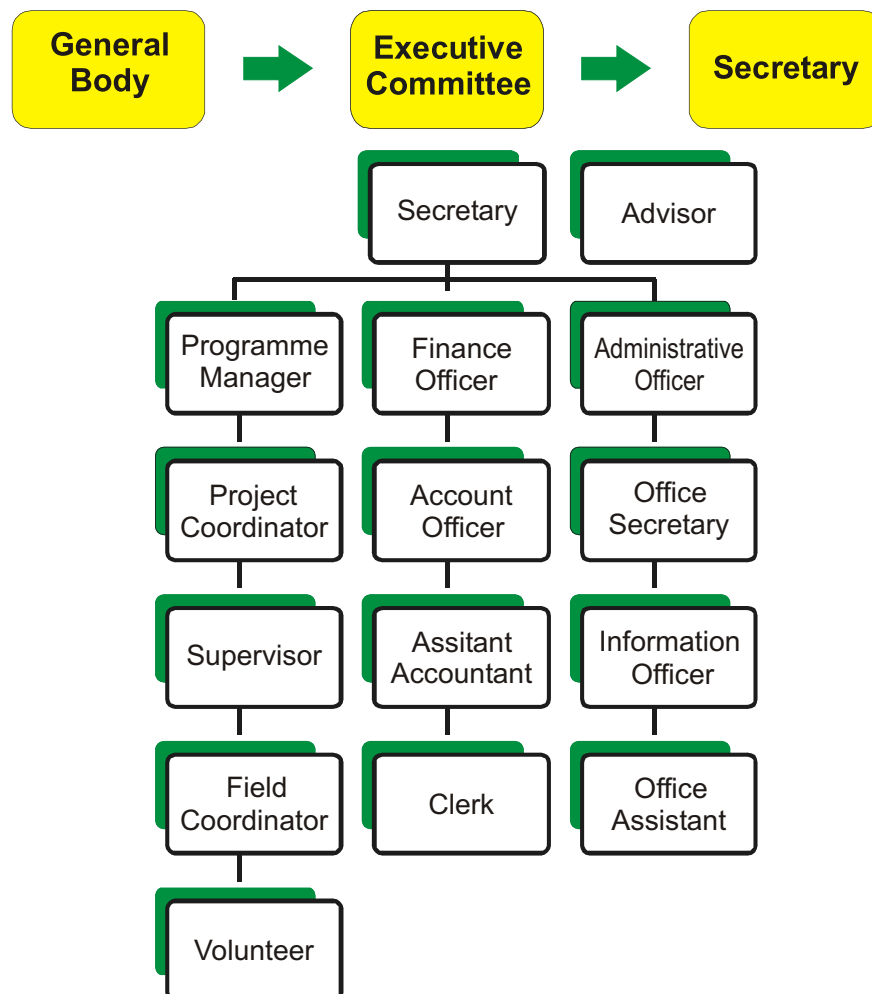 General
Body
Executive
Committee
Secretary
Secretary
Advisor
Programme
Manager
Finance
Officer
Administrative
Officer
Project
Coordinator
Account
Officer
Office
Secretary
Supervisor
Assitant
Accountant
Information
Officer
Field
Coordinator
Clerk
Office
Assistant
Volunteer